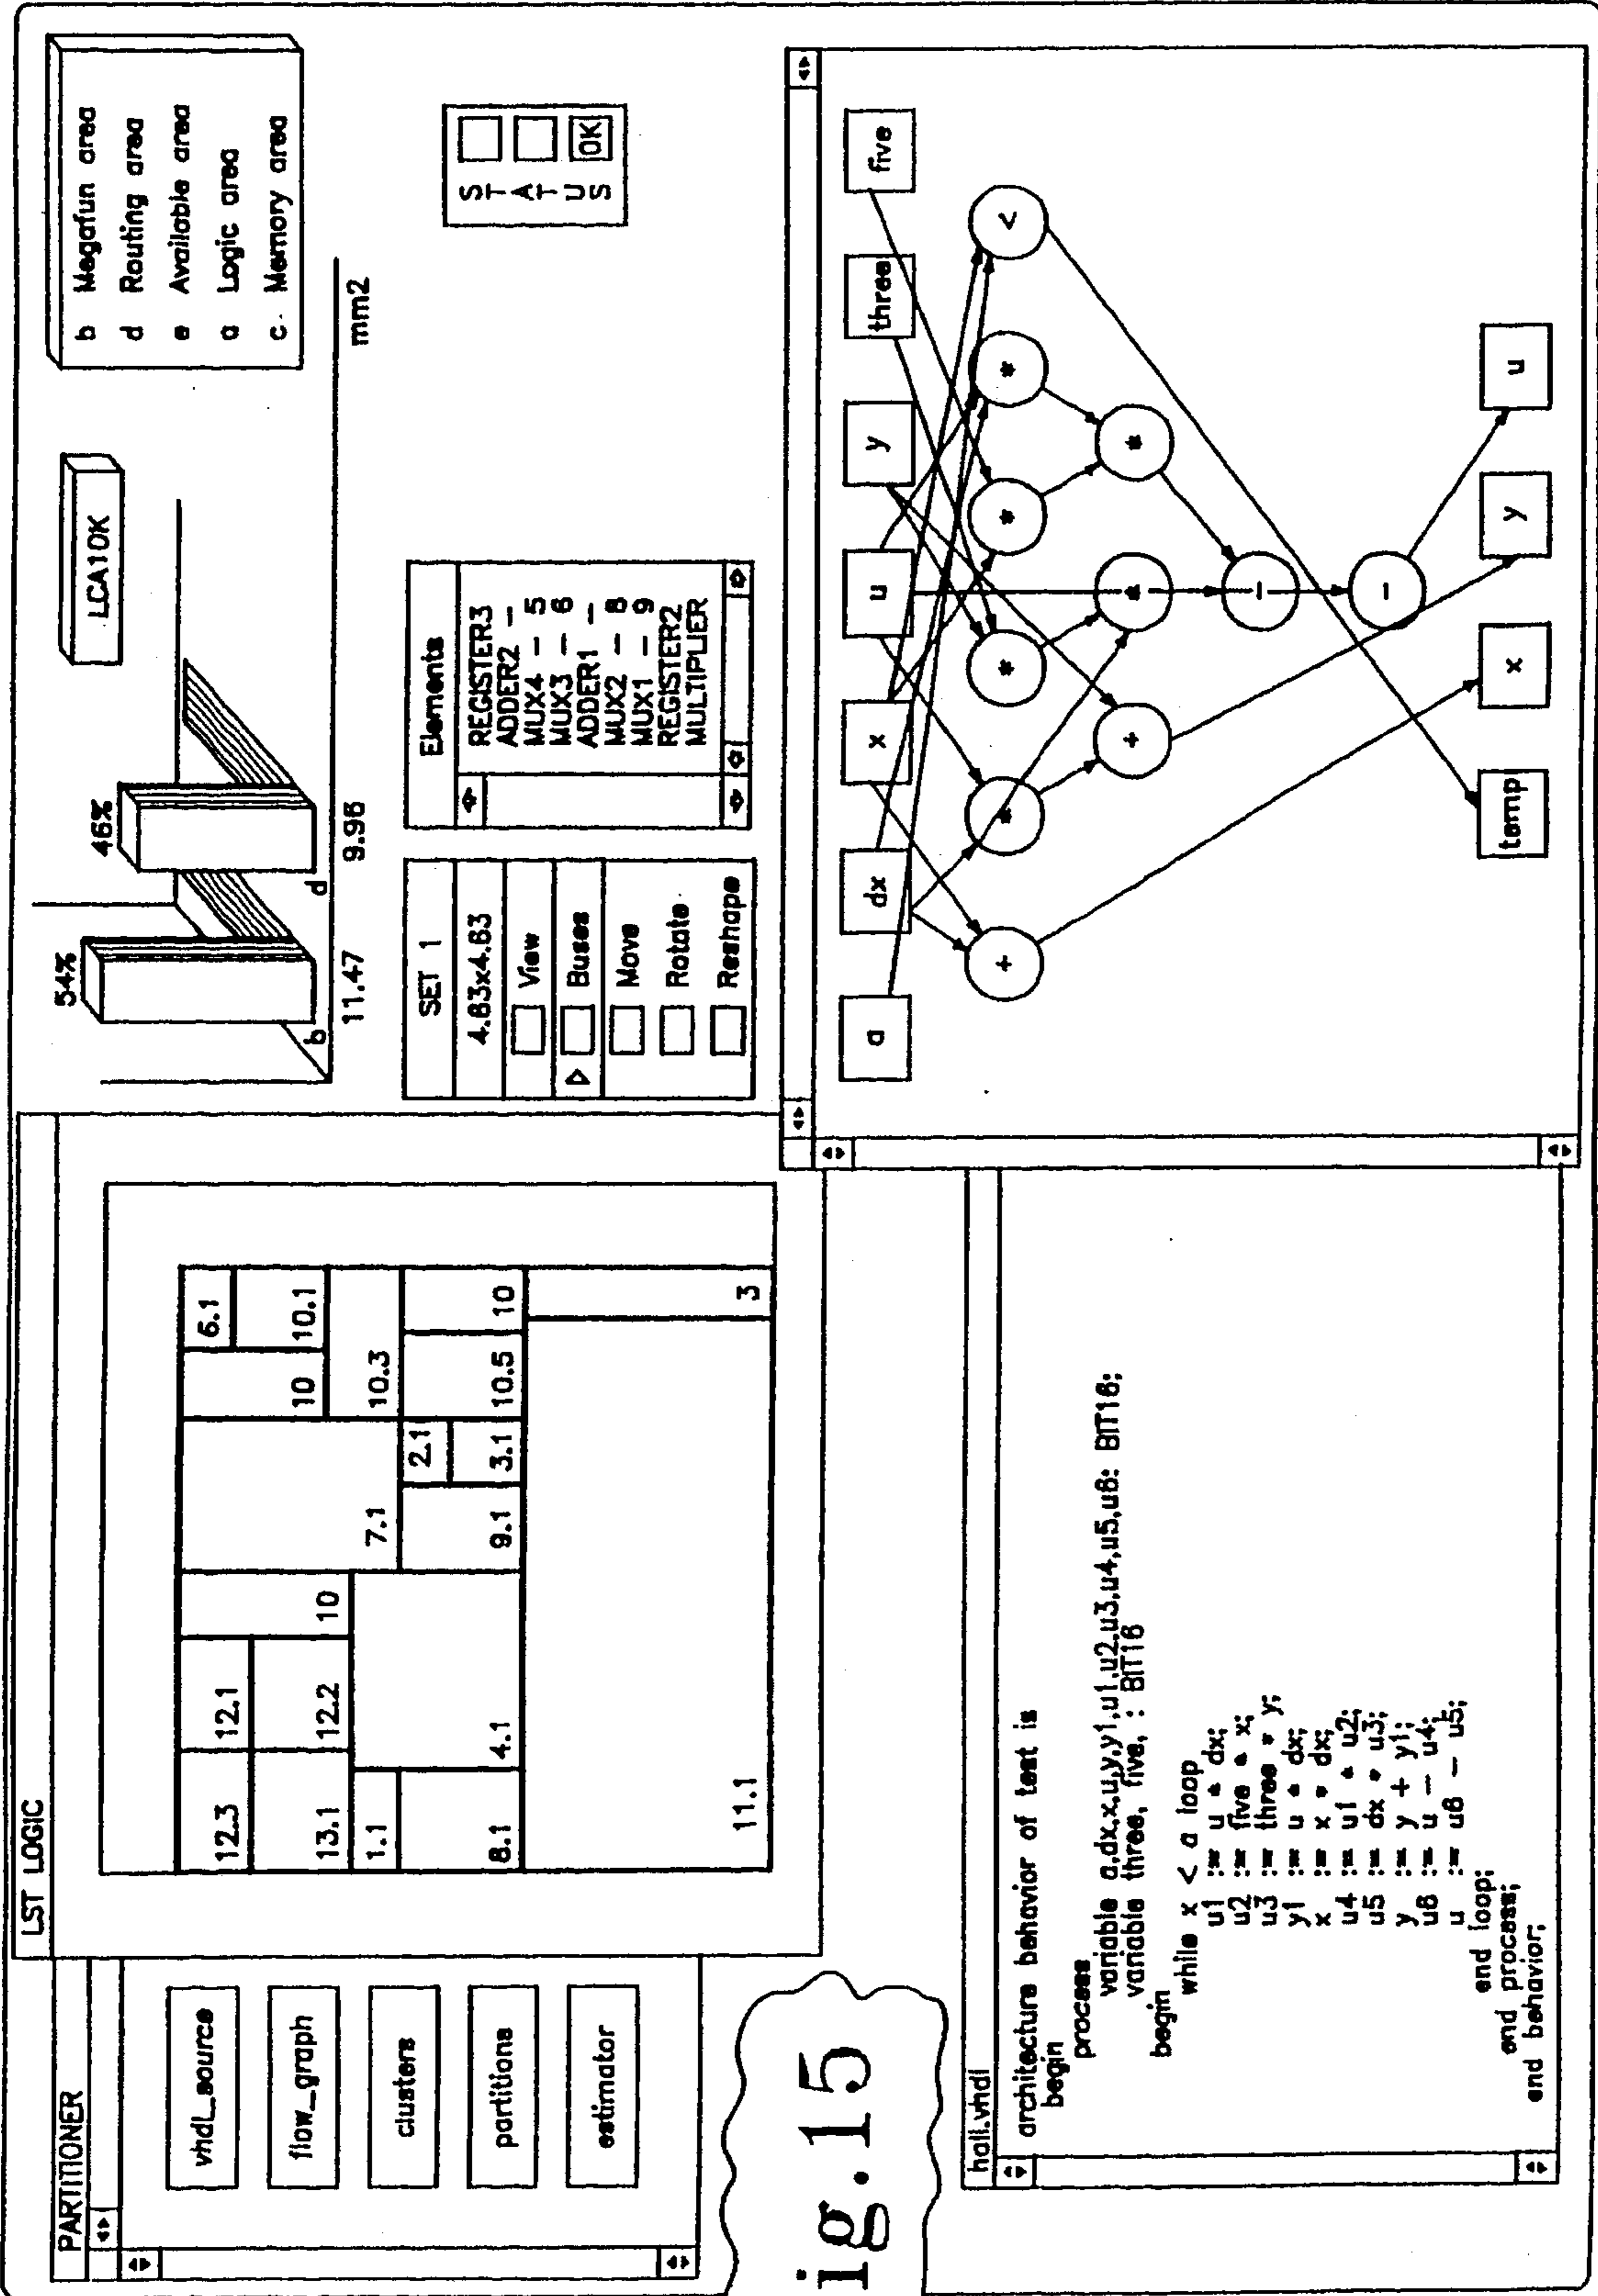 PARTITIONER
vhdl_source
flow_graph
clusters
partitions
estimator
LST LOGIC
12.3
12.1
10
7.1
10
6.1
10.1
13.1
12.2
10.3
1.1
4.1
2.1
8.1
9.1
3.1
10.5
10
11.1
3
54%
46%
LCA10K
b
d
11.47
9.96
mm2
b Megafun area
d Routing area
e Available area
a Logic area
c. Memory area
SET 1
4.63x4.63
View
Buses
Move
Rotate
Reshape
Elements
REGISTER3
ADDER2 –
MUX4 – 5
MUX3 – 6
ADDER1 –
MUX2 – 8
MUX1 – 9
REGISTER2
MULTIPLIER
STATUS
OK
ig.15
hall.vhdl
architecture behavior of test is
begin
process
variable a,dx,x,u,y,y1,u1,u2,u3,u4,u5,u6: BIT16;
variable three, five, : BIT16
begin
while x < a loop
u1 := u * dx;
u2 := five * x;
u3 := three * y;
y1 := u * dx;
x := x + dx;
u4 := u1 * u2;
u5 := dx * u3;
y := y + y1;
u6 := u – u4;
u := u6 – u5;
end loop;
end process;
end behavior;
a
dx
x
u
y
three
five
+
*
*
*
*
<
+
*
*
–
–
temp
x
y
u